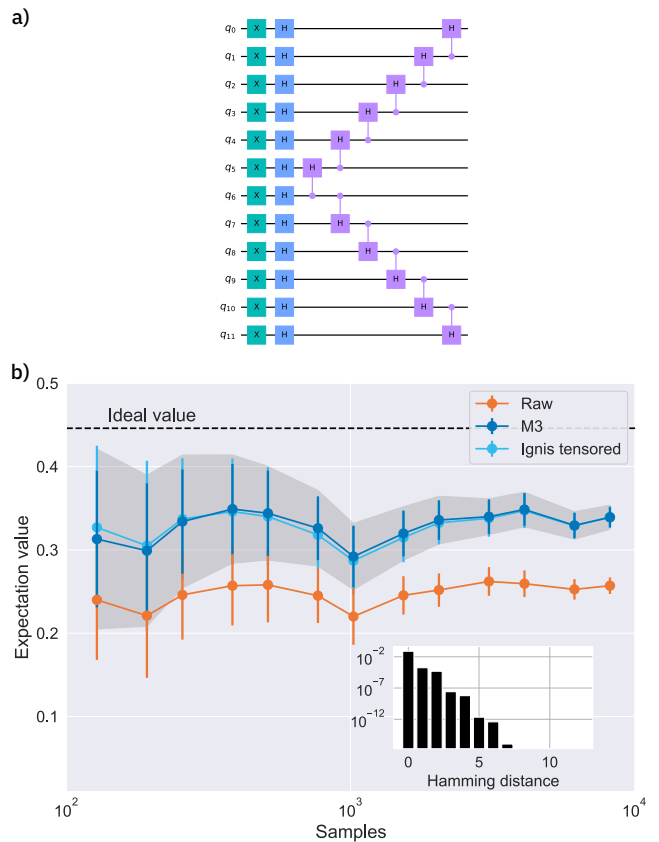 a)
q0 X H H
q1 X H H
q2 X H H
q3 X H H
q4 X H H
q5 X H H
q6 X H
q7 X H H
q8 X H H
q9 X H H
q10 X H H
q11 X H H
b)
0.5
0.4
0.3
0.2
0.1
Expectation value
Ideal value
Raw
M3
Ignis tensored
10^-2
10^-7
10^-12
0 5 10
Hamming distance
10^2 10^3 10^4
Samples